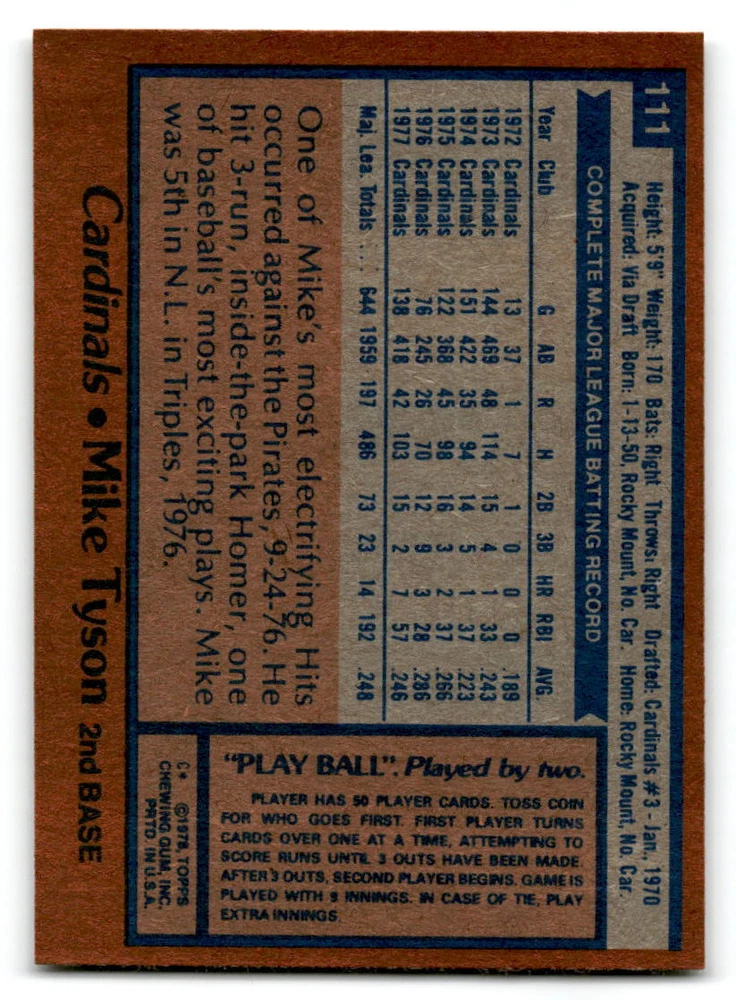 111
Height: 5'9" Weight: 170 Bats: Right Throws: Right Drafted: Cardinals #3 - Jan., 1970
Acquired: Via Draft Born: 1-13-50, Rocky Mount, No. Car. Home: Rocky Mount, No. Car.
COMPLETE MAJOR LEAGUE BATTING RECORD
Year Club G AB R H 2B 3B HR RBI AVG
1972 Cardinals 13 37 1 7 1 0 0 0 .189
1973 Cardinals 144 469 48 114 15 4 1 33 .243
1974 Cardinals 151 422 35 94 14 5 1 37 .223
1975 Cardinals 122 368 45 98 16 3 2 37 .266
1976 Cardinals 76 245 26 70 12 9 3 28 .286
1977 Cardinals 138 418 42 103 15 2 7 57 .246
Maj. Lea. Totals .... 644 1959 197 486 73 23 14 192 .248
One of Mike's most electrifying Hits
occurred against the Pirates, 9-24-76. He
hit 3-run, inside-the-park Homer, one
of baseball's most exciting plays. Mike
was 5th in N.L. in Triples, 1976.
"PLAY BALL". Played by two.
PLAYER HAS 50 PLAYER CARDS. TOSS COIN
FOR WHO GOES FIRST. FIRST PLAYER TURNS
CARDS OVER ONE AT A TIME, ATTEMPTING TO
SCORE RUNS UNTIL 3 OUTS HAVE BEEN MADE.
AFTER 3 OUTS, SECOND PLAYER BEGINS. GAME IS
PLAYED WITH 9 INNINGS. IN CASE OF TIE, PLAY
EXTRA INNINGS.
C* ©1978, TOPPS
CHEWING GUM, INC.
PRTD. IN U.S.A.
Cardinals • Mike Tyson 2nd BASE